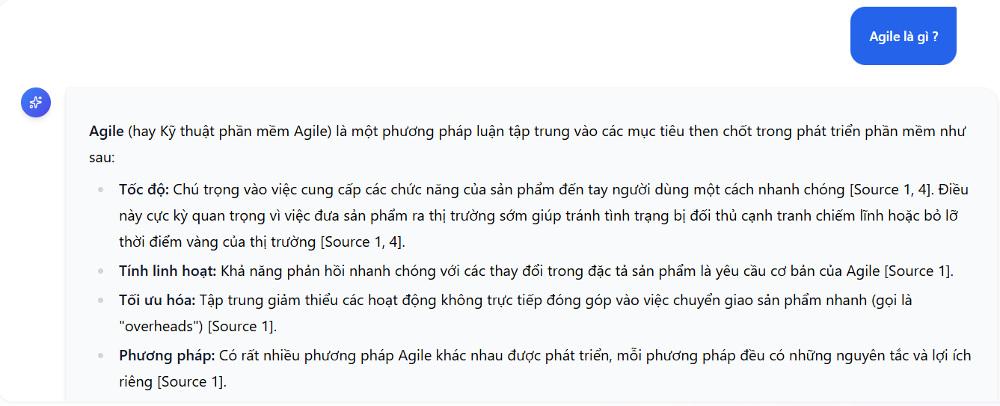 Agile là gì ?
Agile (hay Kỹ thuật phần mềm Agile) là một phương pháp luận tập trung vào các mục tiêu then chốt trong phát triển phần mềm như
sau:
Tốc độ: Chú trọng vào việc cung cấp các chức năng của sản phẩm đến tay người dùng một cách nhanh chóng [Source 1, 4]. Điều
này cực kỳ quan trọng vì việc đưa sản phẩm ra thị trường sớm giúp tránh tình trạng bị đối thủ cạnh tranh chiếm lĩnh hoặc bỏ lỡ
thời điểm vàng của thị trường [Source 1, 4].
Tính linh hoạt: Khả năng phản hồi nhanh chóng với các thay đổi trong đặc tả sản phẩm là yêu cầu cơ bản của Agile [Source 1].
Tối ưu hóa: Tập trung giảm thiểu các hoạt động không trực tiếp đóng góp vào việc chuyển giao sản phẩm nhanh (gọi là
"overheads") [Source 1].
Phương pháp: Có rất nhiều phương pháp Agile khác nhau được phát triển, mỗi phương pháp đều có những nguyên tắc và lợi ích
riêng [Source 1].